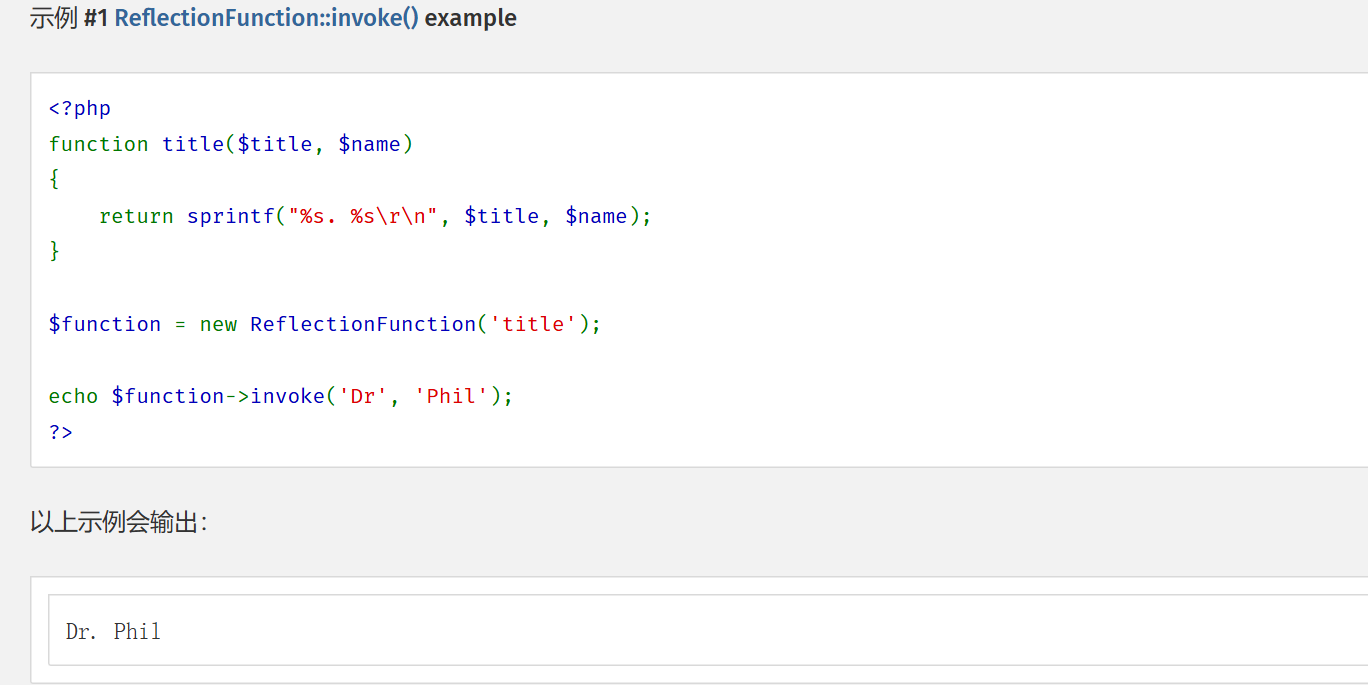 示例 #1 ReflectionFunction::invoke() example
<?php
function title($title, $name)
{
    return sprintf("%s. %s\r\n", $title, $name);
}
$function = new ReflectionFunction('title');
echo $function->invoke('Dr', 'Phil');
?>
以上示例会输出：
Dr. Phil